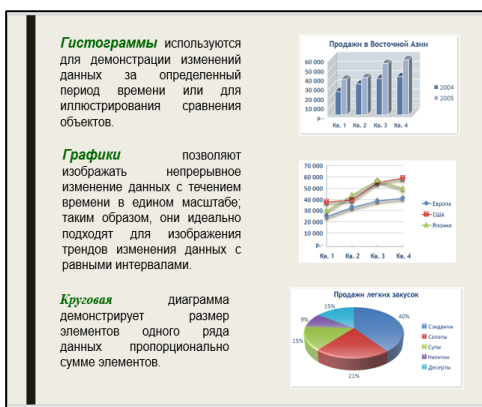 Гистограммы используются
для демонстрации изменений
данных за определенный
период времени или для
иллюстрирования сравнения
объектов.
Продажи в Восточной Азии
60 000
50 000
40 000
30 000
20 000
10 000
р.-
Кв. 1 Кв. 2 Кв. 3 Кв. 4
2004
2005
Графики позволяют
изображать непрерывное
изменение данных с течением
времени в едином масштабе;
таким образом, они идеально
подходят для изображения
трендов изменения данных с
равными интервалами.
70 000
60 000
50 000
40 000
30 000
20 000
10 000
р.-
Кв. 1 Кв. 2 Кв. 3 Кв. 4
Европа
США
Япония
Круговая диаграмма
демонстрирует размер
элементов одного ряда
данных пропорционально
сумме элементов.
Продажи легких закусок
15%
9%
15%
21%
40%
Сэндвичи
Салаты
Супы
Напитки
Десерты